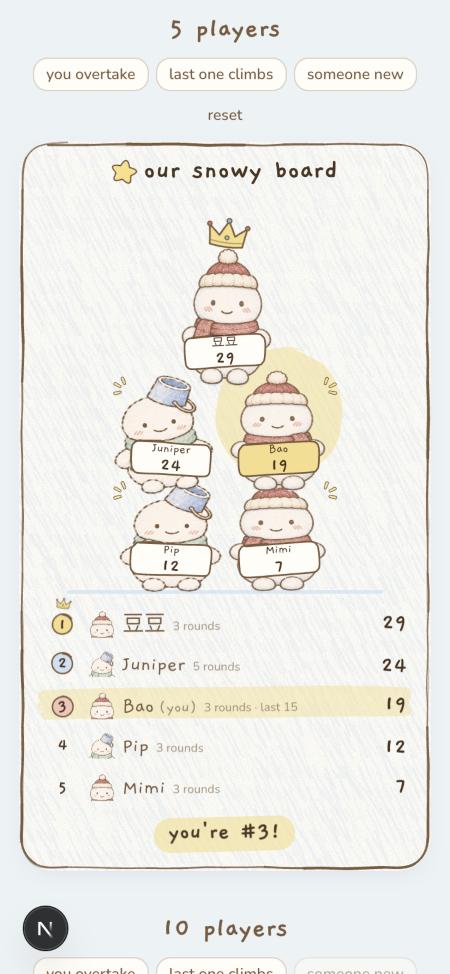 5 players
you overtake
last one climbs
someone new
reset
our snowy board
豆豆
29
Juniper
24
Bao
19
Pip
12
Mimi
7
1 豆豆 3 rounds 29
2 Juniper 5 rounds 24
3 Bao (you) 3 rounds · last 15 19
4 Pip 3 rounds 12
5 Mimi 3 rounds 7
you're #3!
N
10 players
you overtake
last one climbs
someone new